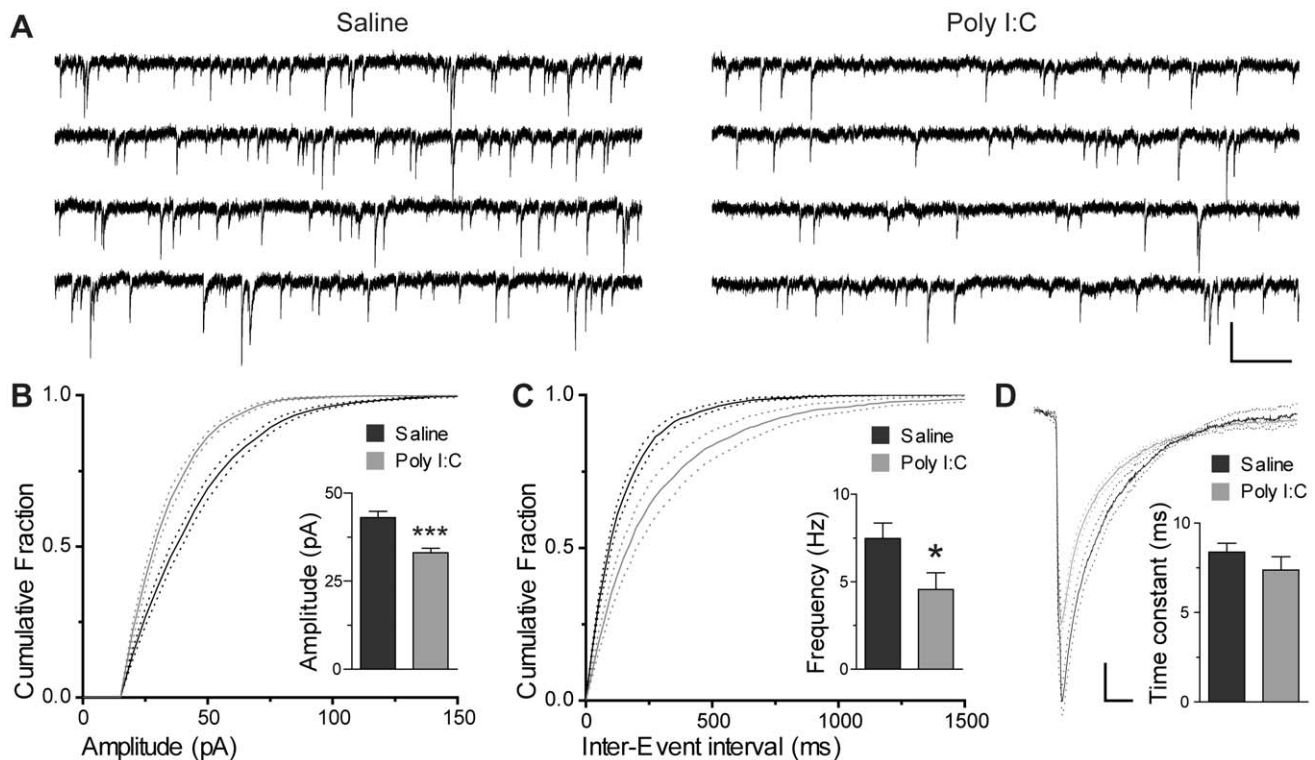 A
Saline
Poly I:C
B
1.0
0.5
0.0
Cumulative Fraction
0
50
100
150
Amplitude (pA)
Saline
Poly I:C
50
25
0
Amplitude (pA)
***
C
1.0
0.5
0.0
Cumulative Fraction
0
500
1000
1500
Inter-Event interval (ms)
Saline
Poly I:C
10
5
0
Frequency (Hz)
*
D
Saline
Poly I:C
10
5
0
Time constant (ms)